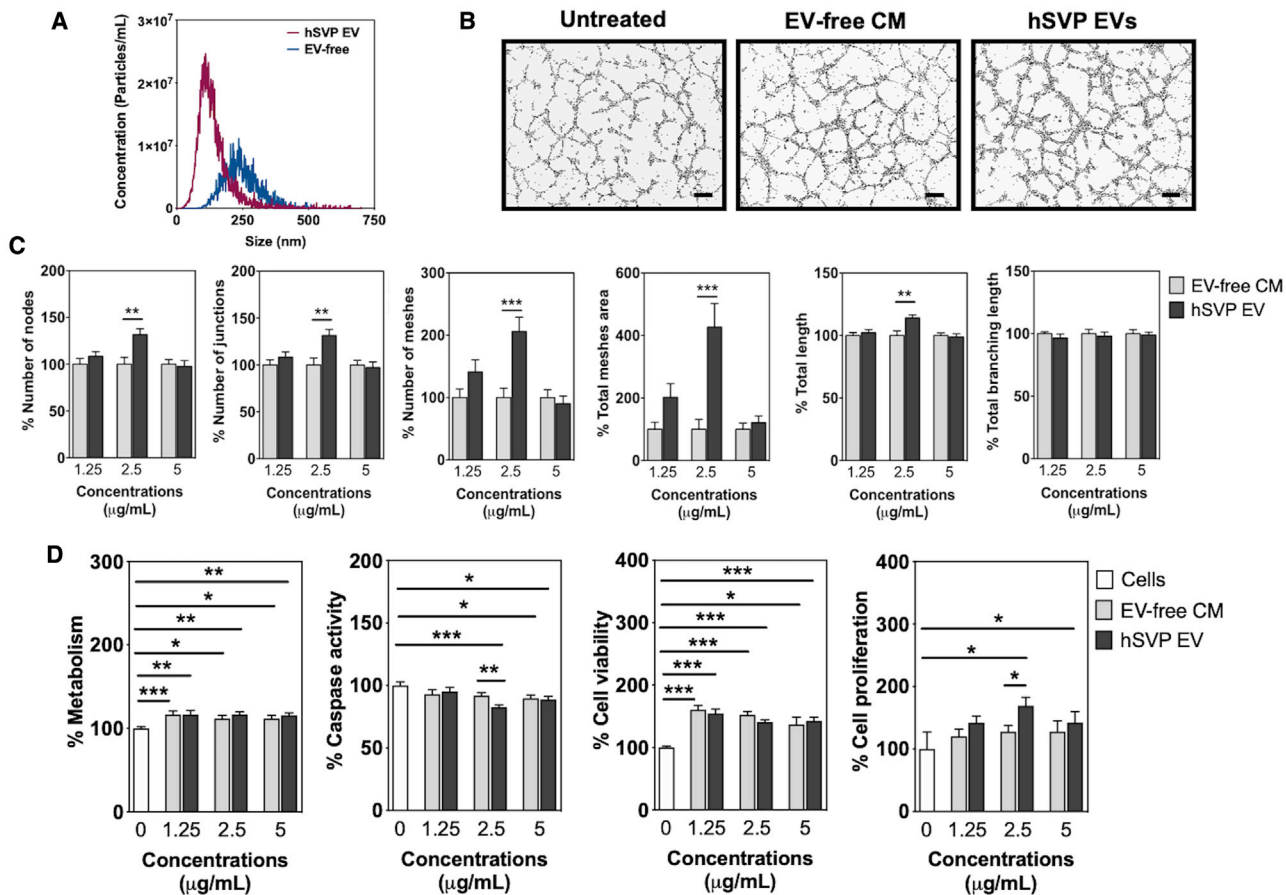 A
Concentration (Particles/mL)
3×10⁷
2×10⁷
1×10⁷
0
0 250 500 750
Size (nm)
hSVP EV
EV-free
B
Untreated
EV-free CM
hSVP EVs
C
% Number of nodes
200
150
100
50
0
1.25 2.5 5
Concentrations
(μg/mL)
**
% Number of junctions
200
150
100
50
0
1.25 2.5 5
Concentrations
(μg/mL)
**
% Number of meshes
300
200
100
0
1.25 2.5 5
Concentrations
(μg/mL)
***
% Total meshes area
600
400
200
0
1.25 2.5 5
Concentrations
(μg/mL)
***
% Total length
150
100
50
0
1.25 2.5 5
Concentrations
(μg/mL)
**
% Total branching length
150
100
50
0
1.25 2.5 5
Concentrations
(μg/mL)
EV-free CM
hSVP EV
D
% Metabolism
300
200
100
0
**
*
**
*
**
***
0 1.25 2.5 5
Concentrations
(μg/mL)
% Caspase activity
200
150
100
50
0
*
*
***
**
0 1.25 2.5 5
Concentrations
(μg/mL)
% Cell viability
400
300
200
100
0
***
*
***
***
***
***
0 1.25 2.5 5
Concentrations
(μg/mL)
% Cell proliferation
400
300
200
100
0
*
*
*
0 1.25 2.5 5
Concentrations
(μg/mL)
Cells
EV-free CM
hSVP EV